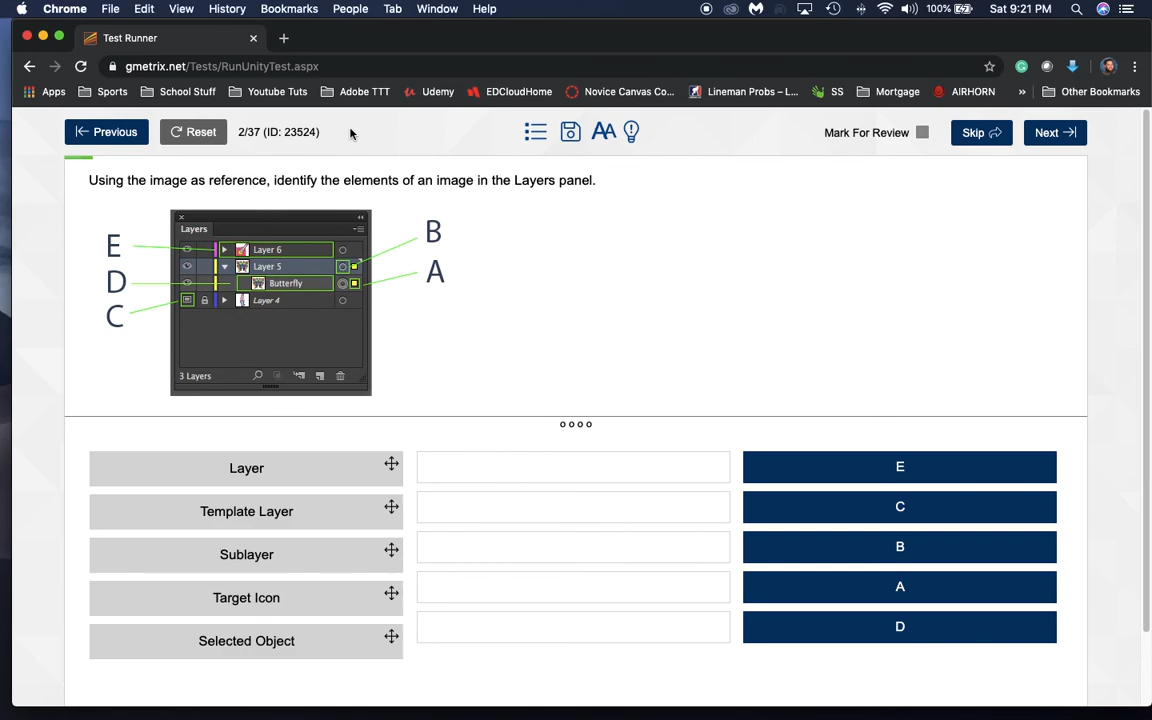 Chrome File Edit View History Bookmarks People Tab Window Help 100% Sat 9:21 PM
Test Runner
gmetrix.net/Tests/RunUnityTest.aspx
Apps Sports School Stuff Youtube Tuts Adobe TTT Udemy EDCloudHome Novice Canvas Co... Lineman Probs – L... SS Mortgage AIRHORN » Other Bookmarks
Previous Reset 2/37 (ID: 23524) AA Mark For Review Skip Next
Using the image as reference, identify the elements of an image in the Layers panel.
Layers
E Layer 6 B
Layer 5
D Butterfly A
C Layer 4
3 Layers
Layer E
Template Layer C
Sublayer B
Target Icon A
Selected Object D